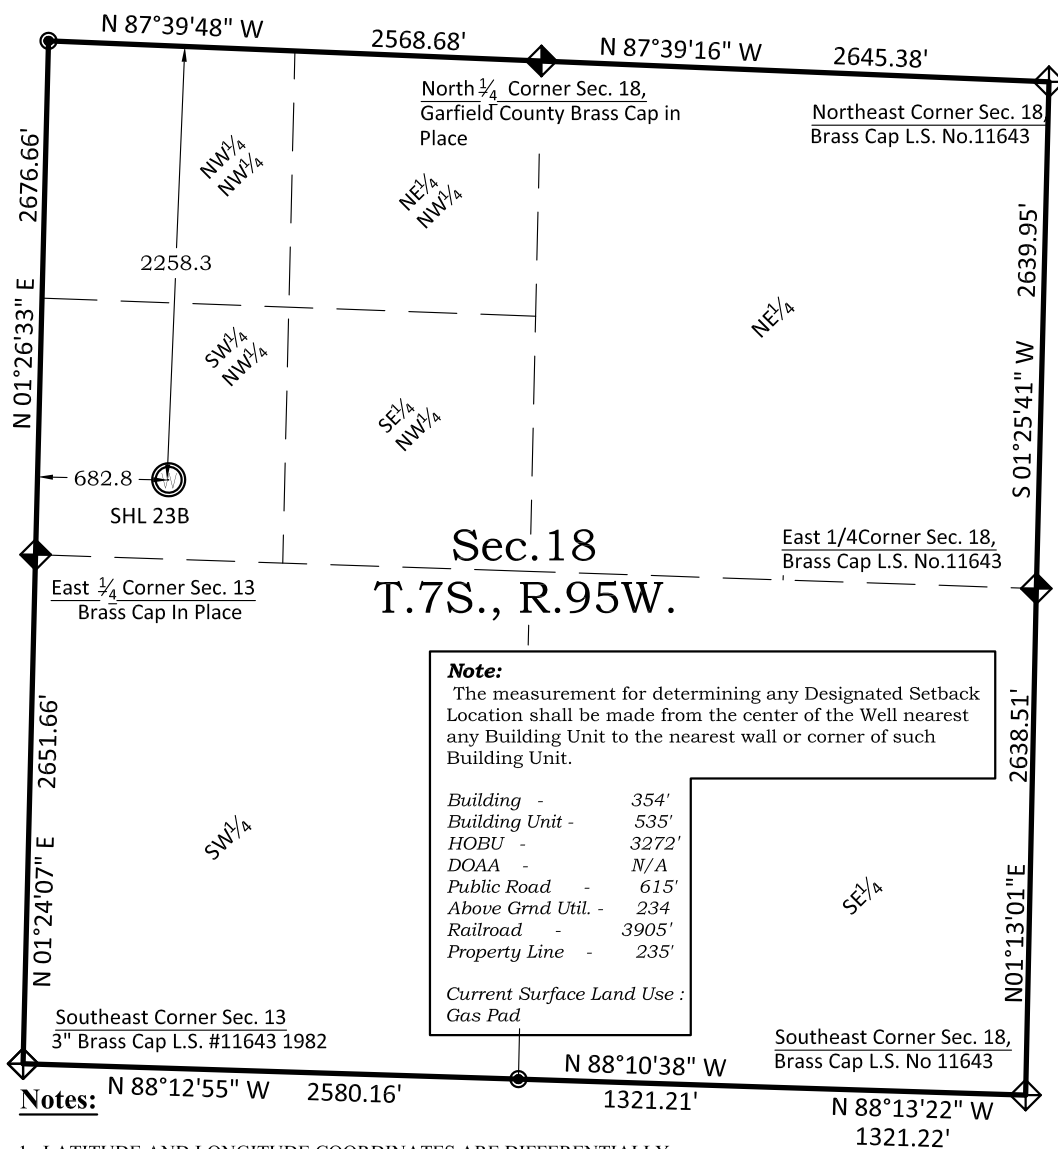 N 87°39'48" W 2568.68'
N 87°39'16" W 2645.38'
North 1/4 Corner Sec. 18,
Garfield County Brass Cap in
Place
Northeast Corner Sec. 18,
Brass Cap L.S. No.11643
2676.66'
N 01°26'33" E
NW1/4
NW1/4
NE1/4
NW1/4
2258.3
2639.95'
S 01°25'41" W
NE1/4
SW1/4
NW1/4
SE1/4
NW1/4
682.8
W
SHL 23B
Sec.18
T.7S., R.95W.
East 1/4Corner Sec. 18,
Brass Cap L.S. No.11643
East 1/4 Corner Sec. 13
Brass Cap In Place
2651.66'
N 01°24'07" E
SW1/4
Note:
The measurement for determining any Designated Setback
Location shall be made from the center of the Well nearest
any Building Unit to the nearest wall or corner of such
Building Unit.
Building - 354'
Building Unit - 535'
HOBU - 3272'
DOAA - N/A
Public Road - 615'
Above Grnd Util. - 234
Railroad - 3905'
Property Line - 235'
Current Surface Land Use :
Gas Pad
2638.51'
N01°13'01"E
SE1/4
Southeast Corner Sec. 13
3" Brass Cap L.S. #11643 1982
Southeast Corner Sec. 18,
Brass Cap L.S. No 11643
N 88°12'55" W 2580.16'
N 88°10'38" W
1321.21'
N 88°13'22" W
1321.22'
Notes:
1. LATITUDE AND LONGITUDE COORDINATES ARE DIFFERENTIALLY